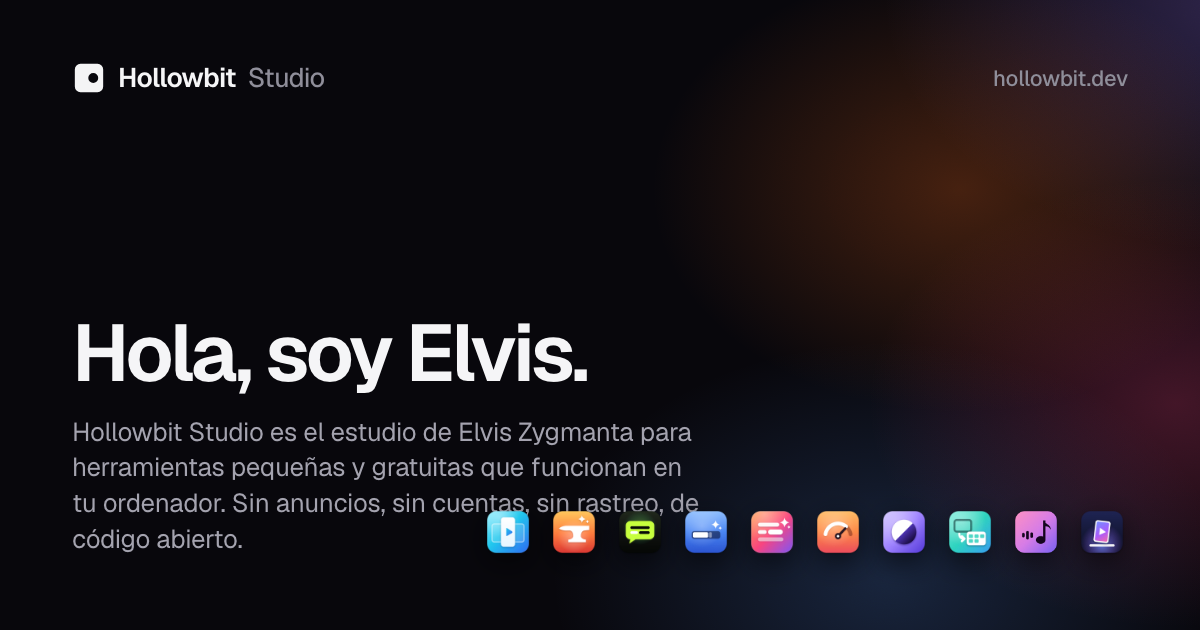 Hollowbit Studio
hollowbit.dev
Hola, soy Elvis.
Hollowbit Studio es el estudio de Elvis Zygmanta para
herramientas pequeñas y gratuitas que funcionan en
tu ordenador. Sin anuncios, sin cuentas, sin rastreo, de
código abierto.